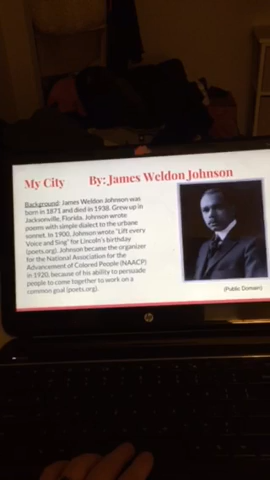 My City By: James Weldon Johnson
Background: James Weldon Johnson was
born in 1871 and died in 1938. Grew up in
Jacksonville, Florida. Johnson wrote
poems with simple dialect to the urbane
sonnet. In 1900, Johnson wrote "Lift every
Voice and Sing" for Lincoln's birthday
(poets.org). Johnson became the organizer
for the National Association for the
Advancement of Colored People (NAACP)
in 1920, because of his ability to persuade
people to come together to work on a
common goal (poets.org).
(Public Domain)
hp